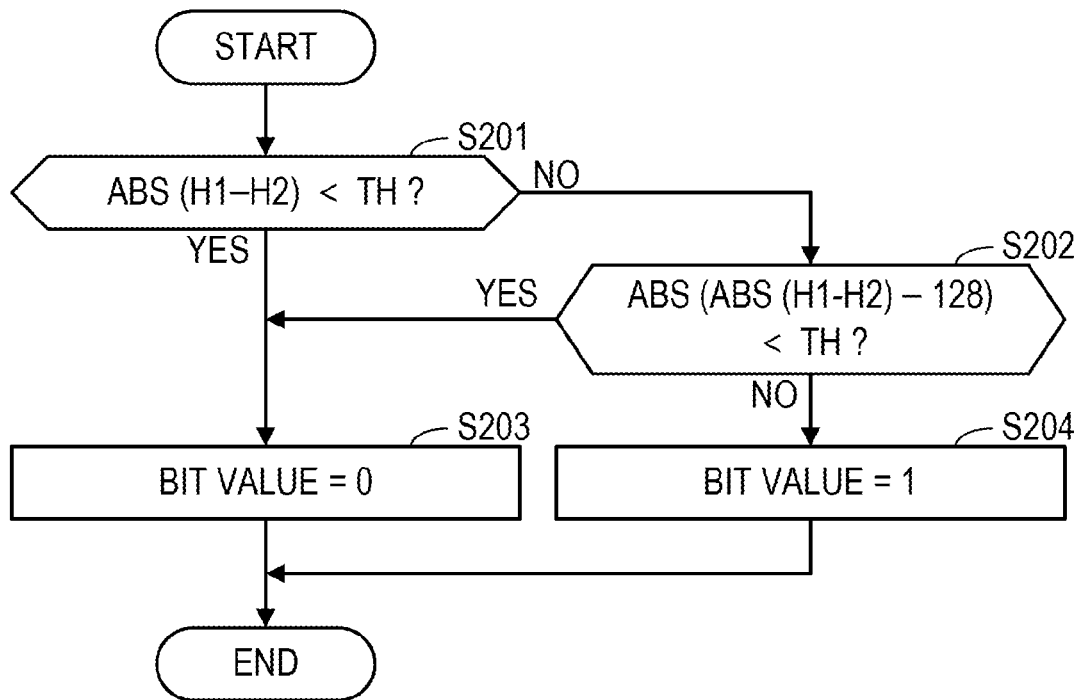 START
S201
ABS (H1–H2) < TH ?
NO
YES
S202
YES
ABS (ABS (H1-H2) – 128)
< TH ?
NO
S203
S204
BIT VALUE = 0
BIT VALUE = 1
END